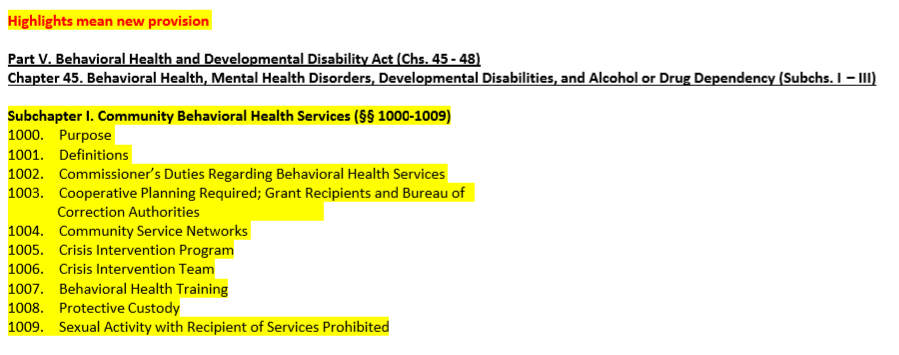 Highlights mean new provision
Part V. Behavioral Health and Developmental Disability Act (Chs. 45 - 48)
Chapter 45. Behavioral Health, Mental Health Disorders, Developmental Disabilities, and Alcohol or Drug Dependency (Subchs. I – III)
Subchapter I. Community Behavioral Health Services (§§ 1000-1009)
1000. Purpose
1001. Definitions
1002. Commissioner's Duties Regarding Behavioral Health Services
1003. Cooperative Planning Required; Grant Recipients and Bureau of
Correction Authorities
1004. Community Service Networks
1005. Crisis Intervention Program
1006. Crisis Intervention Team
1007. Behavioral Health Training
1008. Protective Custody
1009. Sexual Activity with Recipient of Services Prohibited